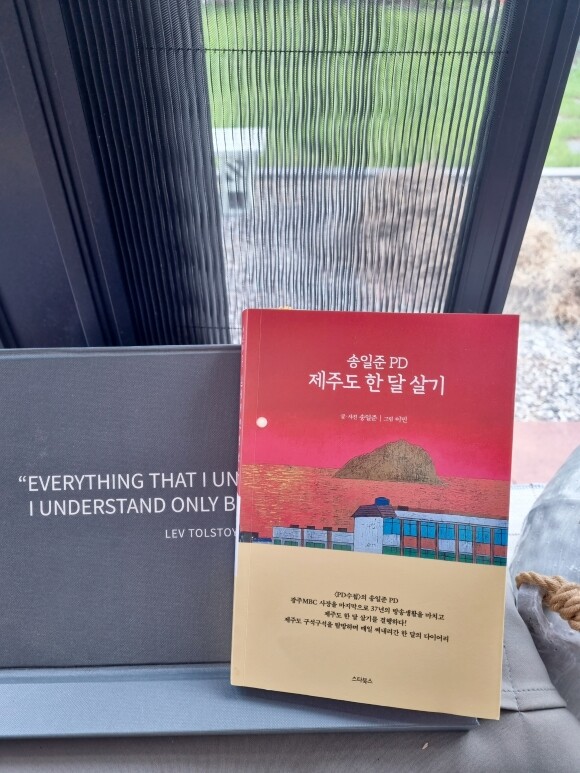 “EVERYTHING THAT I UN
I UNDERSTAND ONLY B
LEV TOLSTOY
송일준 PD
제주도 한 달 살기
글·사진 송일준 | 그림 이민
《PD수첩》의 송일준 PD
광주MBC 사장을 마지막으로 37년의 방송생활을 마치고
제주도 한 달 살기를 결행하다!
제주도 구석구석을 탐방하며 매일 써내려간 한 달의 다이어리
스타북스